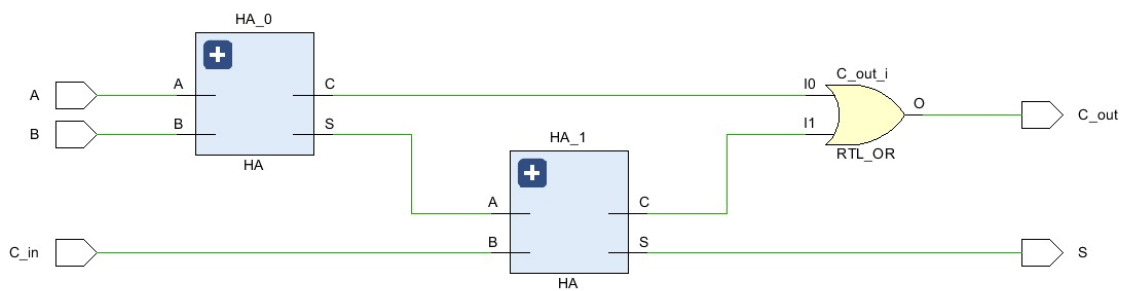 HA_0
A
A
C
B
B
S
HA
HA_1
A
C
C_in
B
S
HA
C_out_i
I0
I1
O
RTL_OR
C_out
S